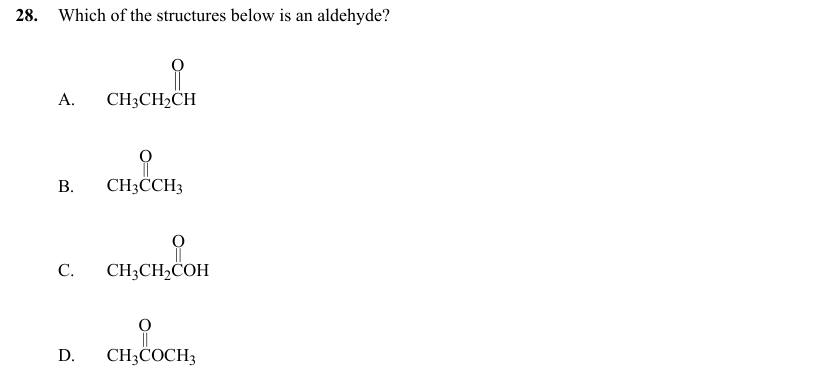 28. Which of the structures below is an aldehyde?
O
A. CH₃CH₂CH
O
B. CH₃CCH₃
O
C. CH₃CH₂COH
O
D. CH₃COCH₃